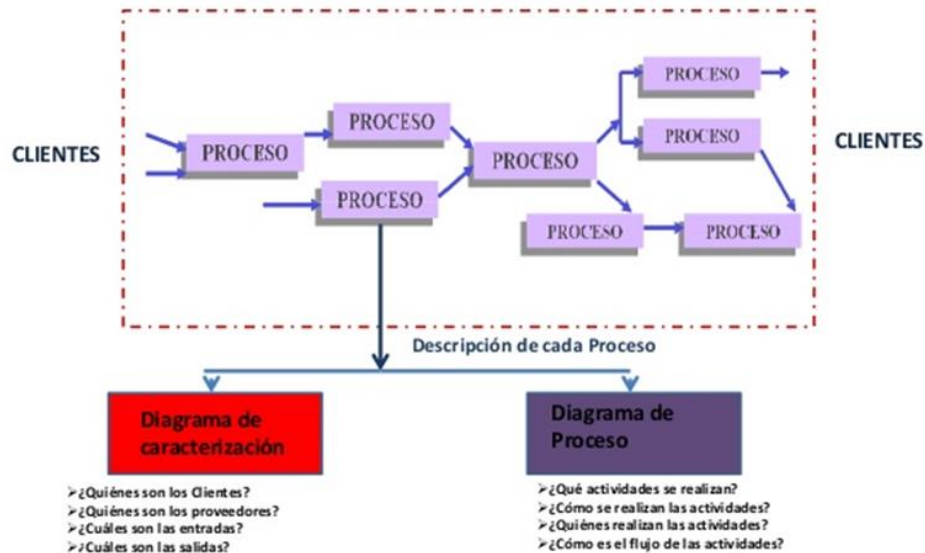 PROCESO
PROCESO
PROCESO
PROCESO
CLIENTES
PROCESO
PROCESO
CLIENTES
PROCESO
PROCESO
PROCESO
Descripción de cada Proceso
Diagrama de
caracterización
Diagrama de
Proceso
➢¿Quiénes son los Clientes?
➢¿Quiénes son los proveedores?
➢¿Cuáles son las entradas?
➢¿Cuáles son las salidas?
➢¿Qué actividades se realizan?
➢¿Cómo se realizan las actividades?
➢¿Quiénes realizan las actividades?
➢¿Cómo es el flujo de las actividades?